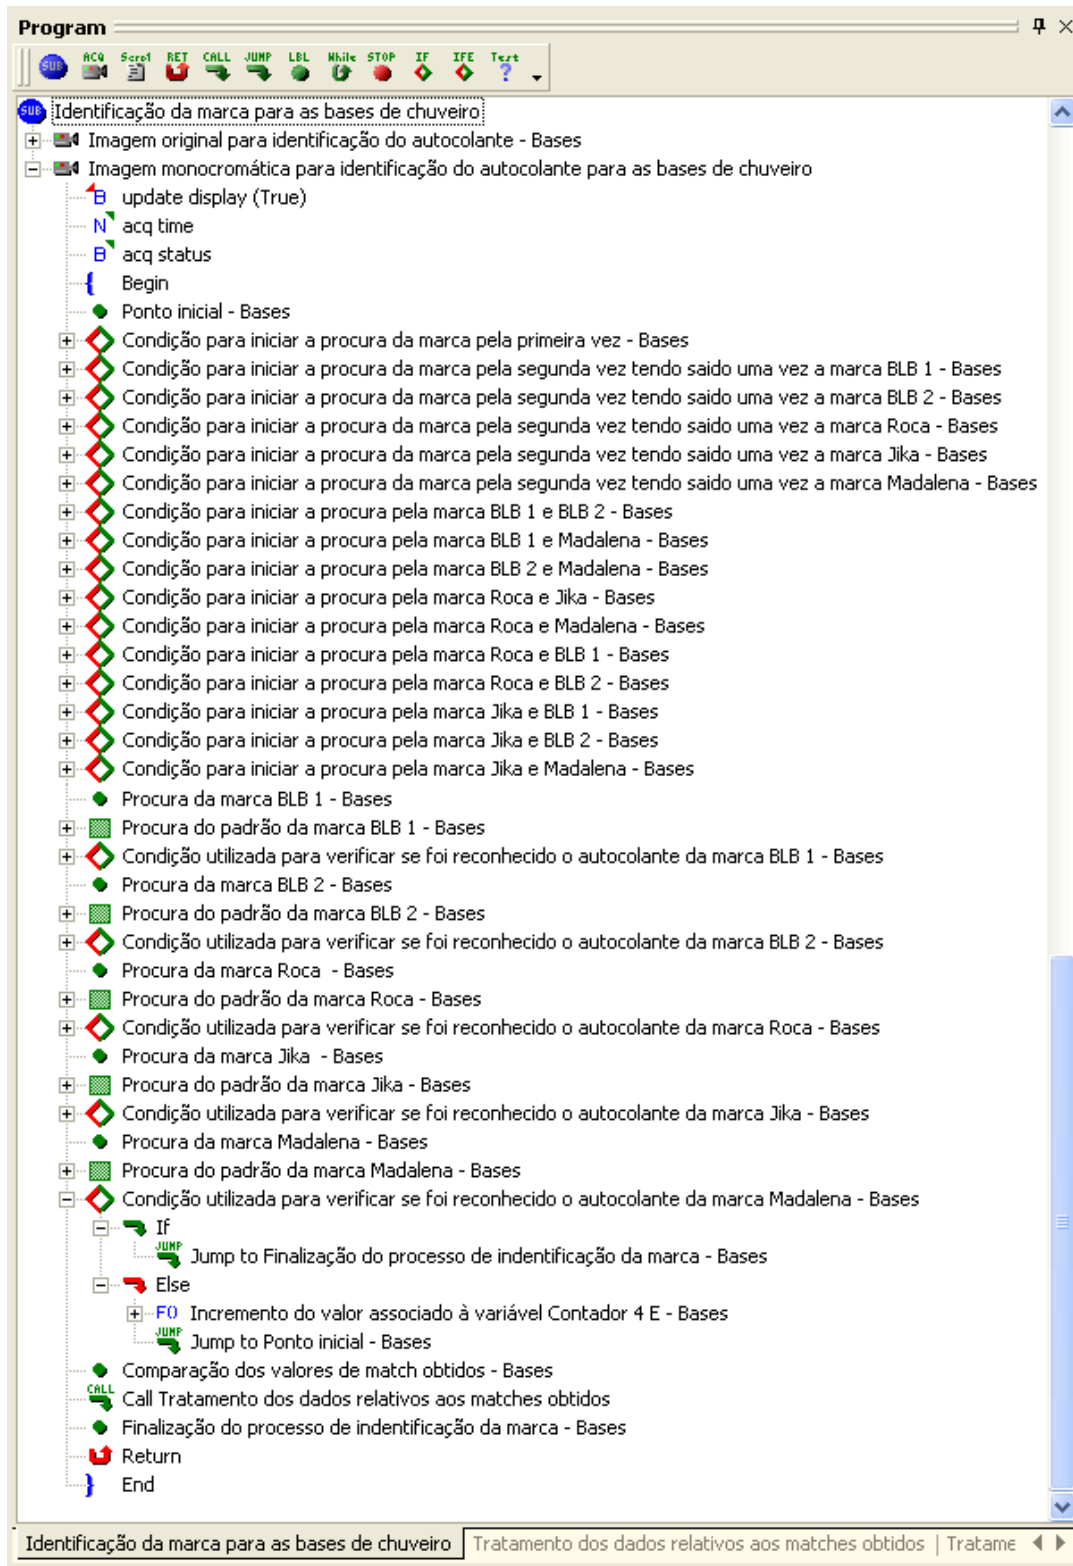 Program
SUB ACQ Script RET CALL JUMP LBL While STOP IF IFE Test
SUB Identificação da marca para as bases de chuveiro
Imagem original para identificação do autocolante - Bases
Imagem monocromática para identificação do autocolante para as bases de chuveiro
B update display (True)
N acq time
B acq status
{ Begin
Ponto inicial - Bases
Condição para iniciar a procura da marca pela primeira vez - Bases
Condição para iniciar a procura da marca pela segunda vez tendo saido uma vez a marca BLB 1 - Bases
Condição para iniciar a procura da marca pela segunda vez tendo saido uma vez a marca BLB 2 - Bases
Condição para iniciar a procura da marca pela segunda vez tendo saido uma vez a marca Roca - Bases
Condição para iniciar a procura da marca pela segunda vez tendo saido uma vez a marca Jika - Bases
Condição para iniciar a procura da marca pela segunda vez tendo saido uma vez a marca Madalena - Bases
Condição para iniciar a procura pela marca BLB 1 e BLB 2 - Bases
Condição para iniciar a procura pela marca BLB 1 e Madalena - Bases
Condição para iniciar a procura pela marca BLB 2 e Madalena - Bases
Condição para iniciar a procura pela marca Roca e Jika - Bases
Condição para iniciar a procura pela marca Roca e Madalena - Bases
Condição para iniciar a procura pela marca Roca e BLB 1 - Bases
Condição para iniciar a procura pela marca Roca e BLB 2 - Bases
Condição para iniciar a procura pela marca Jika e BLB 1 - Bases
Condição para iniciar a procura pela marca Jika e BLB 2 - Bases
Condição para iniciar a procura pela marca Jika e Madalena - Bases
Procura da marca BLB 1 - Bases
Procura do padrão da marca BLB 1 - Bases
Condição utilizada para verificar se foi reconhecido o autocolante da marca BLB 1 - Bases
Procura da marca BLB 2 - Bases
Procura do padrão da marca BLB 2 - Bases
Condição utilizada para verificar se foi reconhecido o autocolante da marca BLB 2 - Bases
Procura da marca Roca - Bases
Procura do padrão da marca Roca - Bases
Condição utilizada para verificar se foi reconhecido o autocolante da marca Roca - Bases
Procura da marca Jika - Bases
Procura do padrão da marca Jika - Bases
Condição utilizada para verificar se foi reconhecido o autocolante da marca Jika - Bases
Procura da marca Madalena - Bases
Procura do padrão da marca Madalena - Bases
Condição utilizada para verificar se foi reconhecido o autocolante da marca Madalena - Bases
If
JUMP Jump to Finalização do processo de indentificação da marca - Bases
Else
F() Incremento do valor associado à variável Contador 4 E - Bases
JUMP Jump to Ponto inicial - Bases
Comparação dos valores de match obtidos - Bases
CALL Call Tratamento dos dados relativos aos matches obtidos
Finalização do processo de indentificação da marca - Bases
Return
} End
Identificação da marca para as bases de chuveiro | Tratamento dos dados relativos aos matches obtidos | Tratame